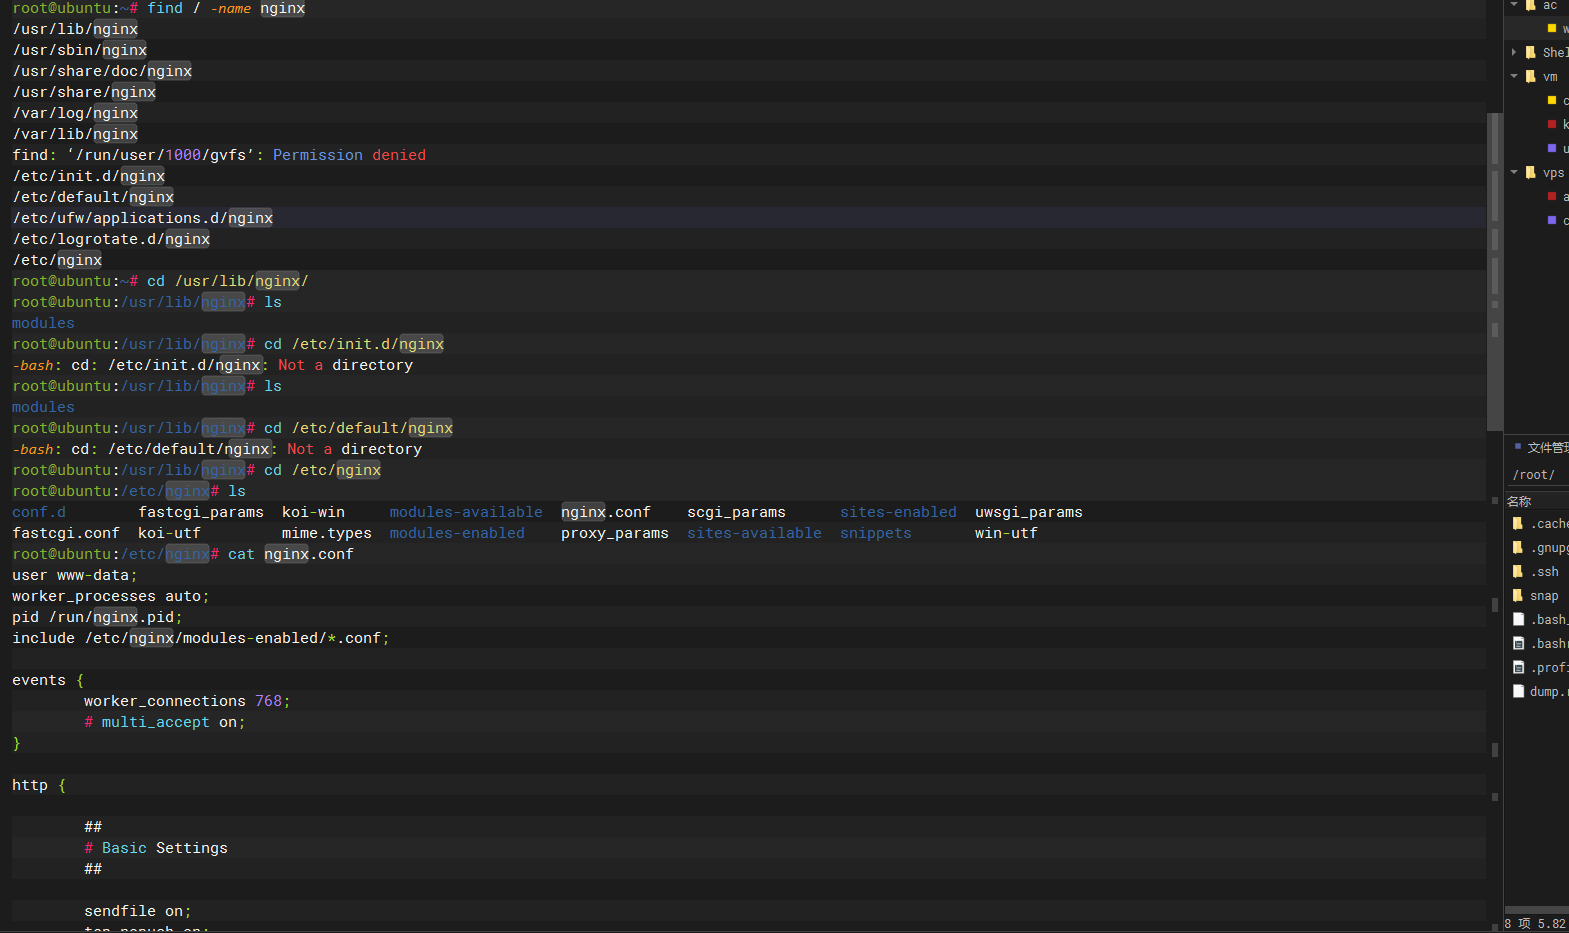 root@ubuntu:~# find / -name nginx
/usr/lib/nginx
/usr/sbin/nginx
/usr/share/doc/nginx
/usr/share/nginx
/var/log/nginx
/var/lib/nginx
find: ‘/run/user/1000/gvfs’: Permission denied
/etc/init.d/nginx
/etc/default/nginx
/etc/ufw/applications.d/nginx
/etc/logrotate.d/nginx
/etc/nginx
root@ubuntu:~# cd /usr/lib/nginx/
root@ubuntu:/usr/lib/nginx# ls
modules
root@ubuntu:/usr/lib/nginx# cd /etc/init.d/nginx
-bash: cd: /etc/init.d/nginx: Not a directory
root@ubuntu:/usr/lib/nginx# ls
modules
root@ubuntu:/usr/lib/nginx# cd /etc/default/nginx
-bash: cd: /etc/default/nginx: Not a directory
root@ubuntu:/usr/lib/nginx# cd /etc/nginx
root@ubuntu:/etc/nginx# ls
conf.d fastcgi_params koi-win modules-available nginx.conf scgi_params sites-enabled uwsgi_params
fastcgi.conf koi-utf mime.types modules-enabled proxy_params sites-available snippets win-utf
root@ubuntu:/etc/nginx# cat nginx.conf
user www-data;
worker_processes auto;
pid /run/nginx.pid;
include /etc/nginx/modules-enabled/*.conf;
events {
worker_connections 768;
# multi_accept on;
}
http {
##
# Basic Settings
##
sendfile on;
ac
Shel
vm
vps
文件管
/root/
名称
.cache
.gnupg
.ssh
snap
.bash_
.bashr
.profi
dump.r
8 项 5.82